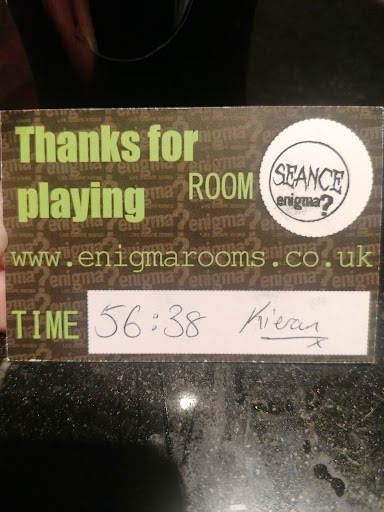 Thanks for
playing
ROOM
SEANCE
enigma?
www.enigmarooms.co.uk
TIME 56:38 Kieran
x